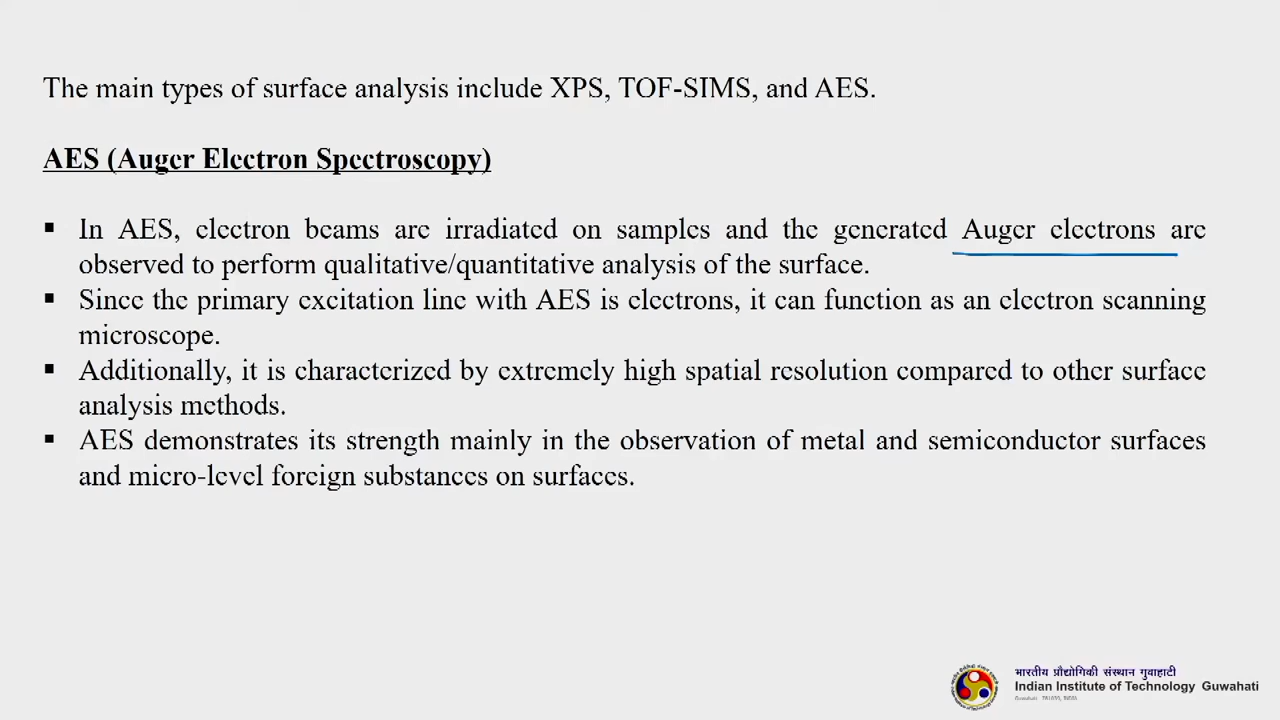 The main types of surface analysis include XPS, TOF-SIMS, and AES.
AES (Auger Electron Spectroscopy)
▪ In AES, electron beams are irradiated on samples and the generated Auger electrons are
observed to perform qualitative/quantitative analysis of the surface.
▪ Since the primary excitation line with AES is electrons, it can function as an electron scanning
microscope.
▪ Additionally, it is characterized by extremely high spatial resolution compared to other surface
analysis methods.
▪ AES demonstrates its strength mainly in the observation of metal and semiconductor surfaces
and micro-level foreign substances on surfaces.
भारतीय प्रौद्योगिकी संस्थान गुवाहाटी
Indian Institute of Technology Guwahati